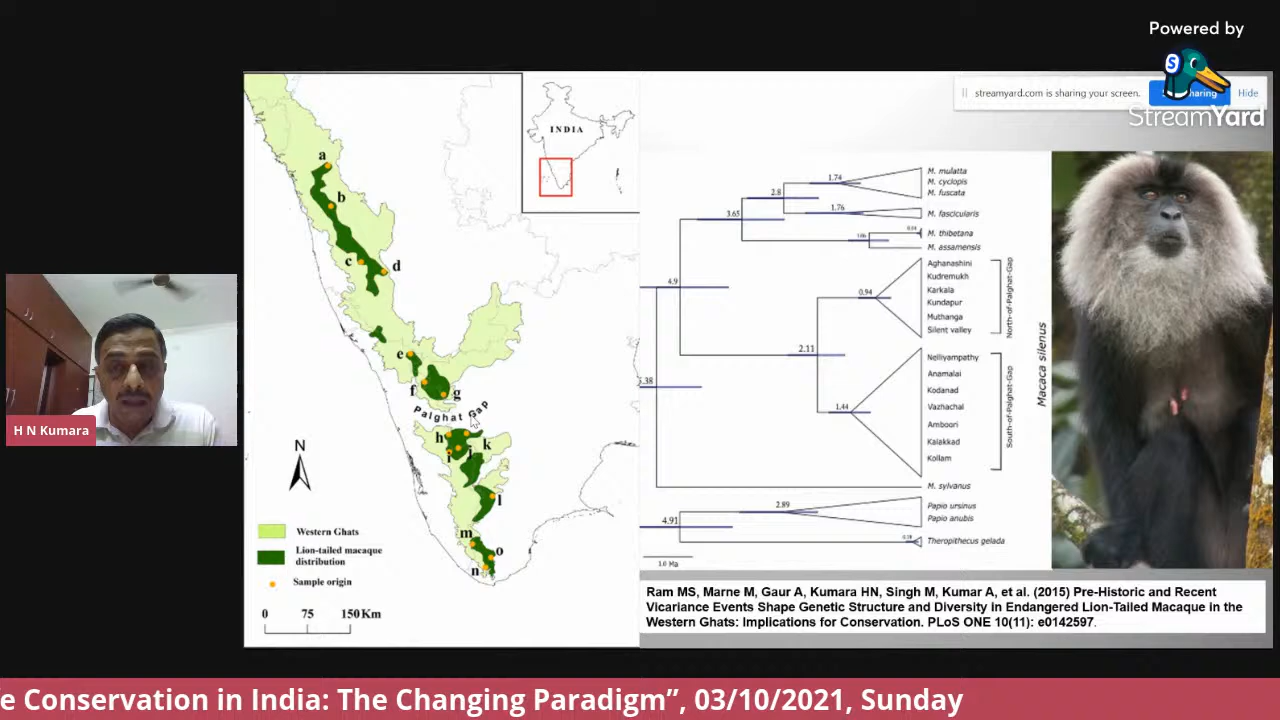 Powered by
StreamYard
streamyard.com is sharing your screen.
Hide
INDIA
a
b
c
d
e
f
g
Palghat Gap
h
k
i
l
m
o
n
N
Western Ghats
Lion-tailed macaque
distribution
Sample origin
0 75 150Km
1.74
2.8
1.76
3.65
4.9
0.94
2.11
1.44
2.89
4.91
1.0 Ma
M. mulatta
M. cyclopis
M. fuscata
M. fascicularis
M. thibetana
M. assamensis
Aghanashini
Kudremukh
Karkala
Kundapur
Muthanga
Silent valley
North-of-Palghat-Gap
Nelliyampathy
Anamalai
Kodanad
Vazhachal
Amboori
Kalakkad
Kollam
South-of-Palghat-Gap
Macaca silenus
M. sylvanus
Papio ursinus
Papio anubis
Theropithecus gelada
Ram MS, Marne M, Gaur A, Kumara HN, Singh M, Kumar A, et al. (2015) Pre-Historic and Recent
Vicariance Events Shape Genetic Structure and Diversity in Endangered Lion-Tailed Macaque in the
Western Ghats: Implications for Conservation. PLoS ONE 10(11): e0142597.
H N Kumara
e Conservation in India: The Changing Paradigm”, 03/10/2021, Sunday